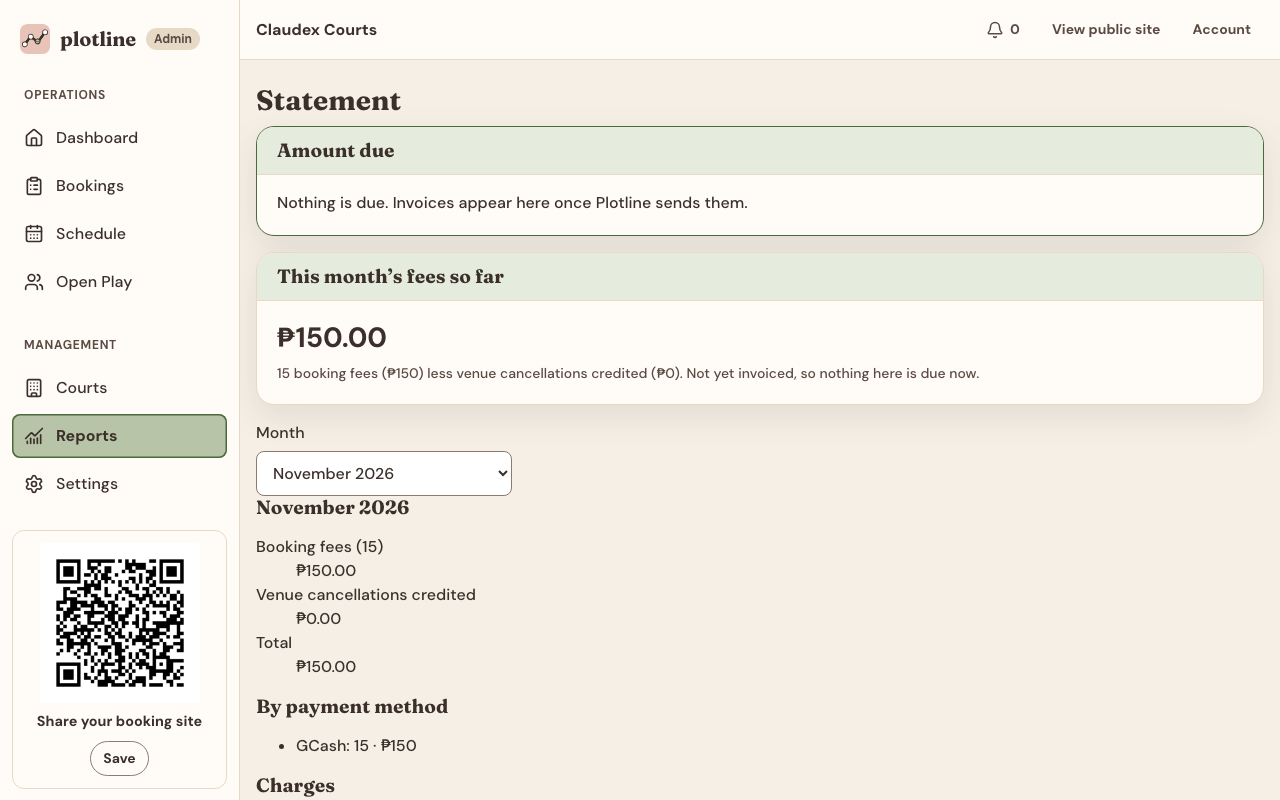 plotline Admin
OPERATIONS
Dashboard
Bookings
Schedule
Open Play
MANAGEMENT
Courts
Reports
Settings
Share your booking site
Save
Claudex Courts
0
View public site
Account
Statement
Amount due
Nothing is due. Invoices appear here once Plotline sends them.
This month’s fees so far
₱150.00
15 booking fees (₱150) less venue cancellations credited (₱0). Not yet invoiced, so nothing here is due now.
Month
November 2026
November 2026
Booking fees (15)
₱150.00
Venue cancellations credited
₱0.00
Total
₱150.00
By payment method
• GCash: 15 · ₱150
Charges